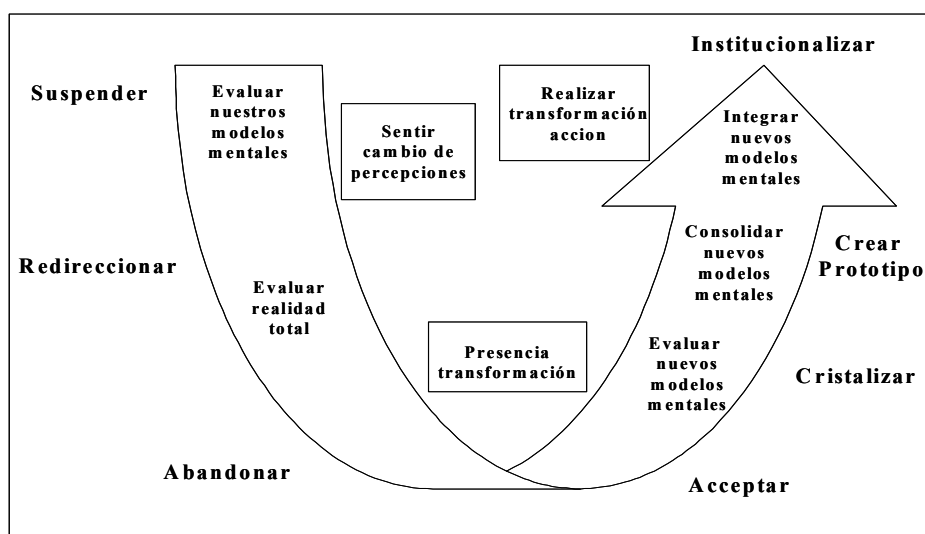 Institucionalizar
Suspender
Evaluar
nuestros
modelos
mentales
Sentir
cambio de
percepciones
Realizar
transformación
accion
Integrar
nuevos
modelos
mentales
Redireccionar
Evaluar
realidad
total
Consolidar
nuevos
modelos
mentales
Crear
Prototipo
Presencia
transformación
Evaluar
nuevos
modelos
mentales
Cristalizar
Abandonar
Acceptar